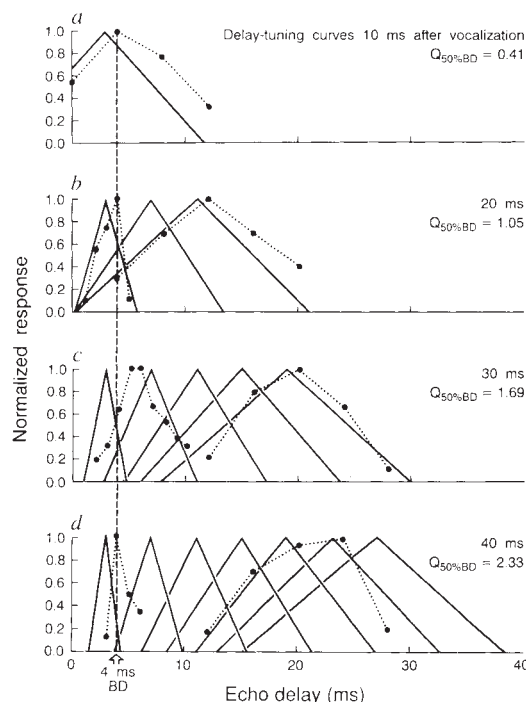 a
Delay-tuning curves 10 ms after vocalization
Q50%BD = 0.41
1.0
0.8
0.6
0.4
0.2
0.0
b
20 ms
Q50%BD = 1.05
1.0
0.8
0.6
0.4
0.2
0.0
Normalized response
c
30 ms
Q50%BD = 1.69
1.0
0.8
0.6
0.4
0.2
0.0
d
40 ms
Q50%BD = 2.33
1.0
0.8
0.6
0.4
0.2
0.0
0 10 20 30 40
4 ms
BD
Echo delay (ms)